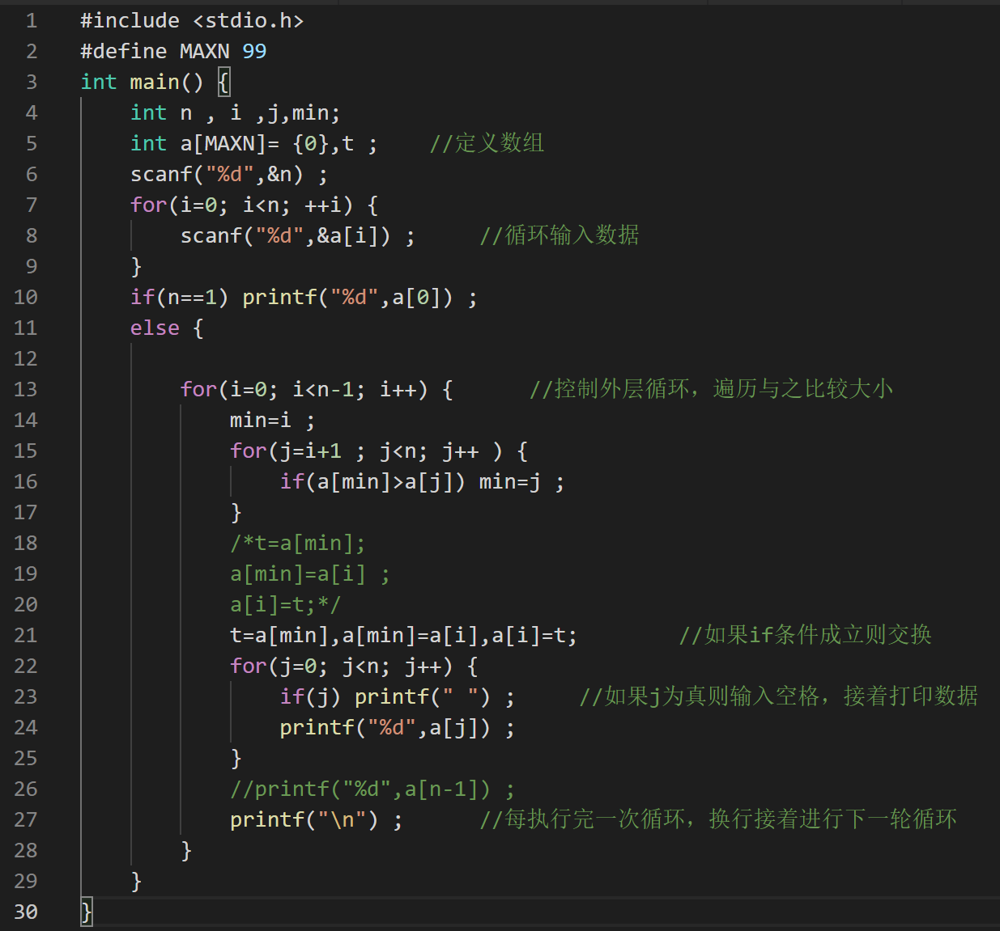 1 #include <stdio.h>
2 #define MAXN 99
3 int main() {
4 int n , i ,j,min;
5 int a[MAXN]= {0},t ; //定义数组
6 scanf("%d",&n) ;
7 for(i=0; i<n; ++i) {
8 scanf("%d",&a[i]) ; //循环输入数据
9 }
10 if(n==1) printf("%d",a[0]) ;
11 else {
12
13 for(i=0; i<n-1; i++) { //控制外层循环，遍历与之比较大小
14 min=i ;
15 for(j=i+1 ; j<n; j++ ) {
16 if(a[min]>a[j]) min=j ;
17 }
18 /*t=a[min];
19 a[min]=a[i] ;
20 a[i]=t;*/
21 t=a[min],a[min]=a[i],a[i]=t; //如果if条件成立则交换
22 for(j=0; j<n; j++) {
23 if(j) printf(" ") ; //如果j为真则输入空格，接着打印数据
24 printf("%d",a[j]) ;
25 }
26 //printf("%d",a[n-1]) ;
27 printf("\n") ; //每执行完一次循环，换行接着进行下一轮循环
28 }
29 }
30 }